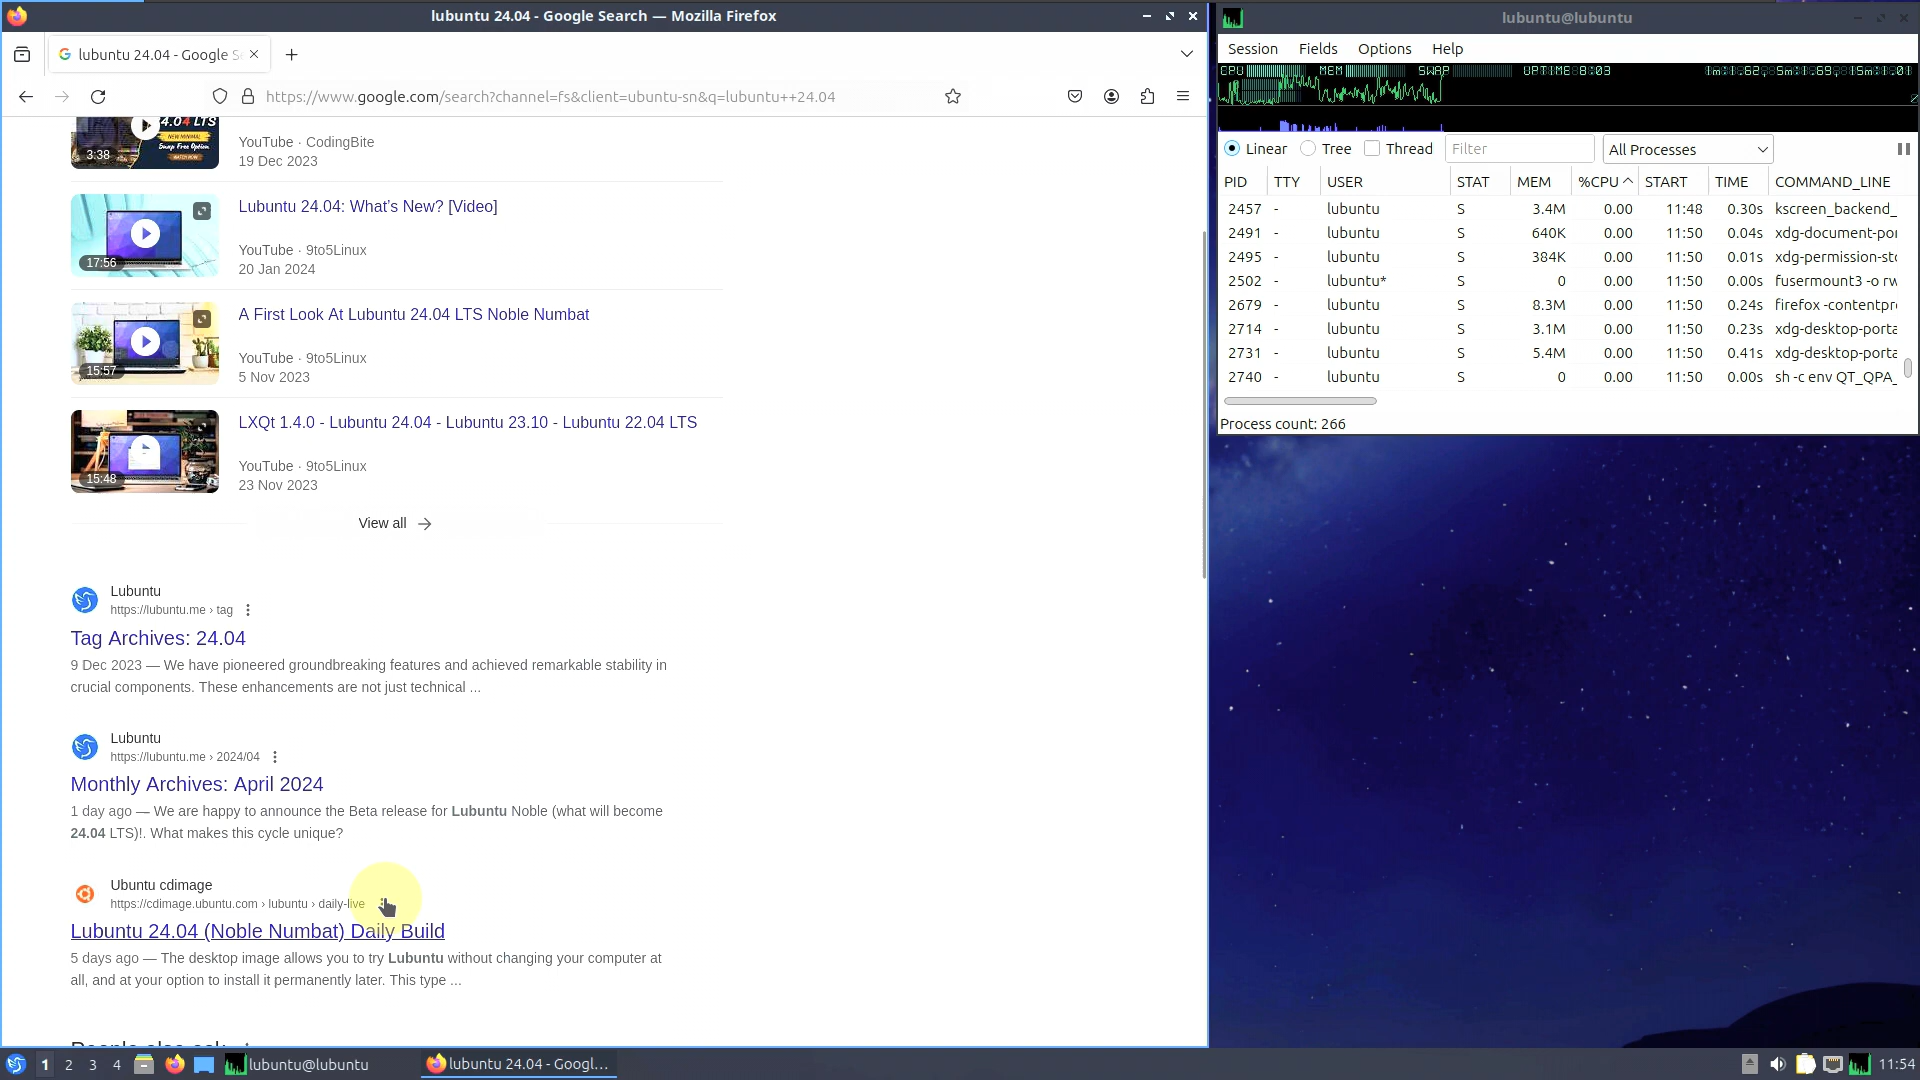 lubuntu 24.04 - Google Search — Mozilla Firefox
lubuntu 24.04 - Google S
https://www.google.com/search?channel=fs&client=ubuntu-sn&q=lubuntu++24.04
4.04 LTS
NEW MINIMAL
Snap Free Option
WATCH NOW
3:38
YouTube · CodingBite
19 Dec 2023
Lubuntu 24.04: What's New? [Video]
YouTube · 9to5Linux
20 Jan 2024
17:56
A First Look At Lubuntu 24.04 LTS Noble Numbat
YouTube · 9to5Linux
5 Nov 2023
15:57
LXQt 1.4.0 - Lubuntu 24.04 - Lubuntu 23.10 - Lubuntu 22.04 LTS
YouTube · 9to5Linux
23 Nov 2023
15:48
View all
Lubuntu
https://lubuntu.me › tag
Tag Archives: 24.04
9 Dec 2023 — We have pioneered groundbreaking features and achieved remarkable stability in
crucial components. These enhancements are not just technical ...
Lubuntu
https://lubuntu.me › 2024/04
Monthly Archives: April 2024
1 day ago — We are happy to announce the Beta release for Lubuntu Noble (what will become
24.04 LTS)!. What makes this cycle unique?
Ubuntu cdimage
https://cdimage.ubuntu.com › lubuntu › daily-live
Lubuntu 24.04 (Noble Numbat) Daily Build
5 days ago — The desktop image allows you to try Lubuntu without changing your computer at
all, and at your option to install it permanently later. This type ...
lubuntu@lubuntu
Session Fields Options Help
CPU MEM SWAP UPTIME
Linear Tree Thread Filter All Processes
PID TTY USER STAT MEM %CPU START TIME COMMAND_LINE
2457 - lubuntu S 3.4M 0.00 11:48 0.30s kscreen_backend_
2491 - lubuntu S 640K 0.00 11:50 0.04s xdg-document-por
2495 - lubuntu S 384K 0.00 11:50 0.01s xdg-permission-sto
2502 lubuntu* S 0 0.00 11:50 0.00s fusermount3 -o rw
2679 - lubuntu S 8.3M 0.00 11:50 0.24s firefox -contentpro
2714 - lubuntu S 3.1M 0.00 11:50 0.23s xdg-desktop-porta
2731 - lubuntu S 5.4M 0.00 11:50 0.41s xdg-desktop-porta
2740 - lubuntu S 0 0.00 11:50 0.00s sh -c env QT_QPA_
Process count: 266
1 2 3 4 lubuntu@lubuntu lubuntu 24.04 - Googl... 11:54